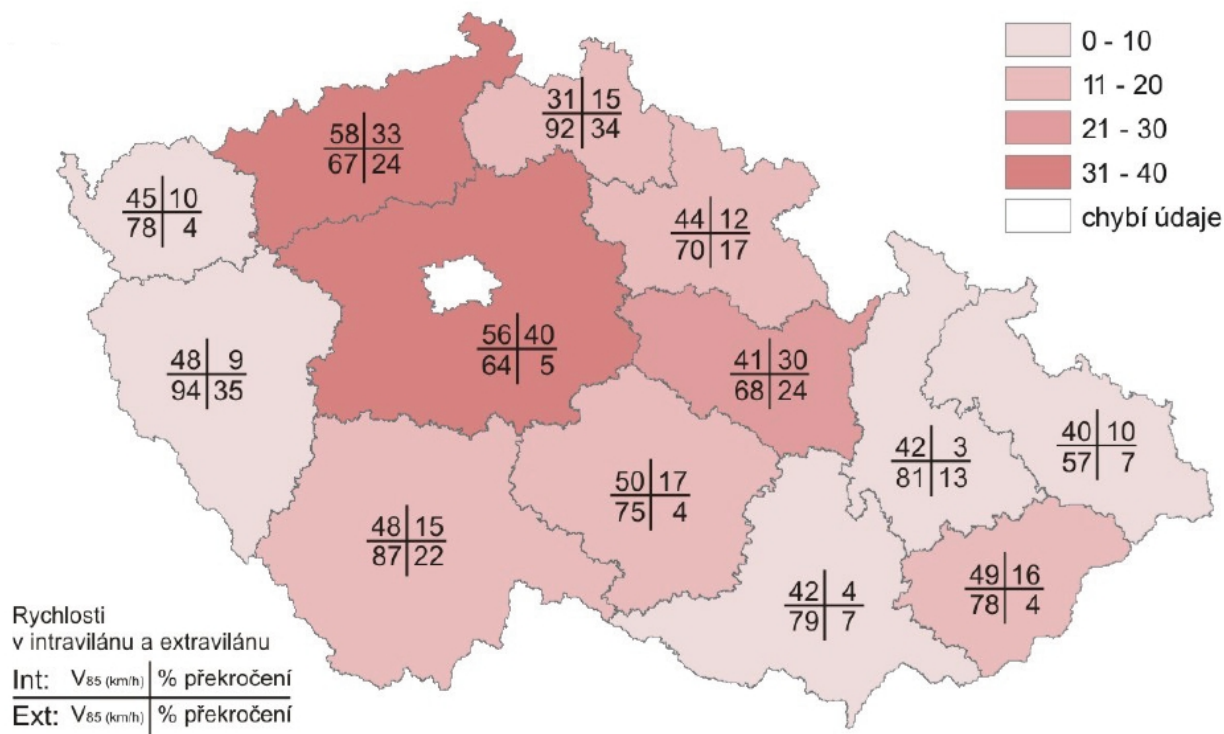 0 - 10
11 - 20
21 - 30
31 - 40
chybí údaje
31 15
92 34
58 33
67 24
45 10
78 4
44 12
70 17
56 40
64 5
48 9
94 35
41 30
68 24
42 3
81 13
40 10
57 7
50 17
75 4
48 15
87 22
49 16
78 4
42 4
79 7
Rychlosti
v intravilánu a extravilánu
Int: V85 (km/h) % překročení
Ext: V85 (km/h) % překročení